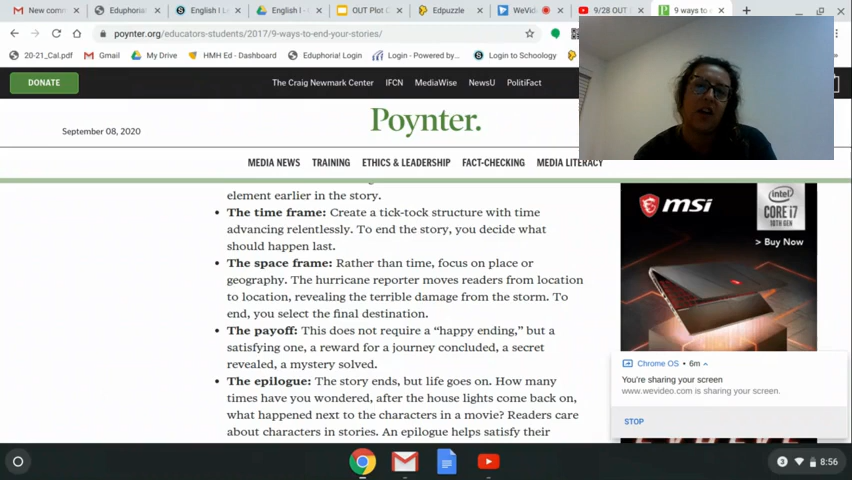 New com
Eduphoria
English I L
English I -
OUT Plot C
Edpuzzle
WeVid
9/28 OUT
9 ways to e
poynter.org/educators-students/2017/9-ways-to-end-your-stories/
20-21_Cal.pdf
Gmail
My Drive
HMH Ed - Dashboard
Eduphoria! Login
Login - Powered by...
Login to Schoology
DONATE
The Craig Newmark Center
IFCN
MediaWise
NewsU
PolitiFact
September 08, 2020
Poynter.
MEDIA NEWS
TRAINING
ETHICS & LEADERSHIP
FACT-CHECKING
MEDIA LITERACY
element earlier in the story.
• The time frame: Create a tick-tock structure with time
advancing relentlessly. To end the story, you decide what
should happen last.
• The space frame: Rather than time, focus on place or
geography. The hurricane reporter moves readers from location
to location, revealing the terrible damage from the storm. To
end, you select the final destination.
• The payoff: This does not require a “happy ending,” but a
satisfying one, a reward for a journey concluded, a secret
revealed, a mystery solved.
• The epilogue: The story ends, but life goes on. How many
times have you wondered, after the house lights come back on,
what happened next to the characters in a movie? Readers care
about characters in stories. An epilogue helps satisfy their
msi
intel
CORE i7
10TH GEN
> Buy Now
Chrome OS • 6m
You're sharing your screen
www.wevideo.com is sharing your screen.
STOP
3
8:56